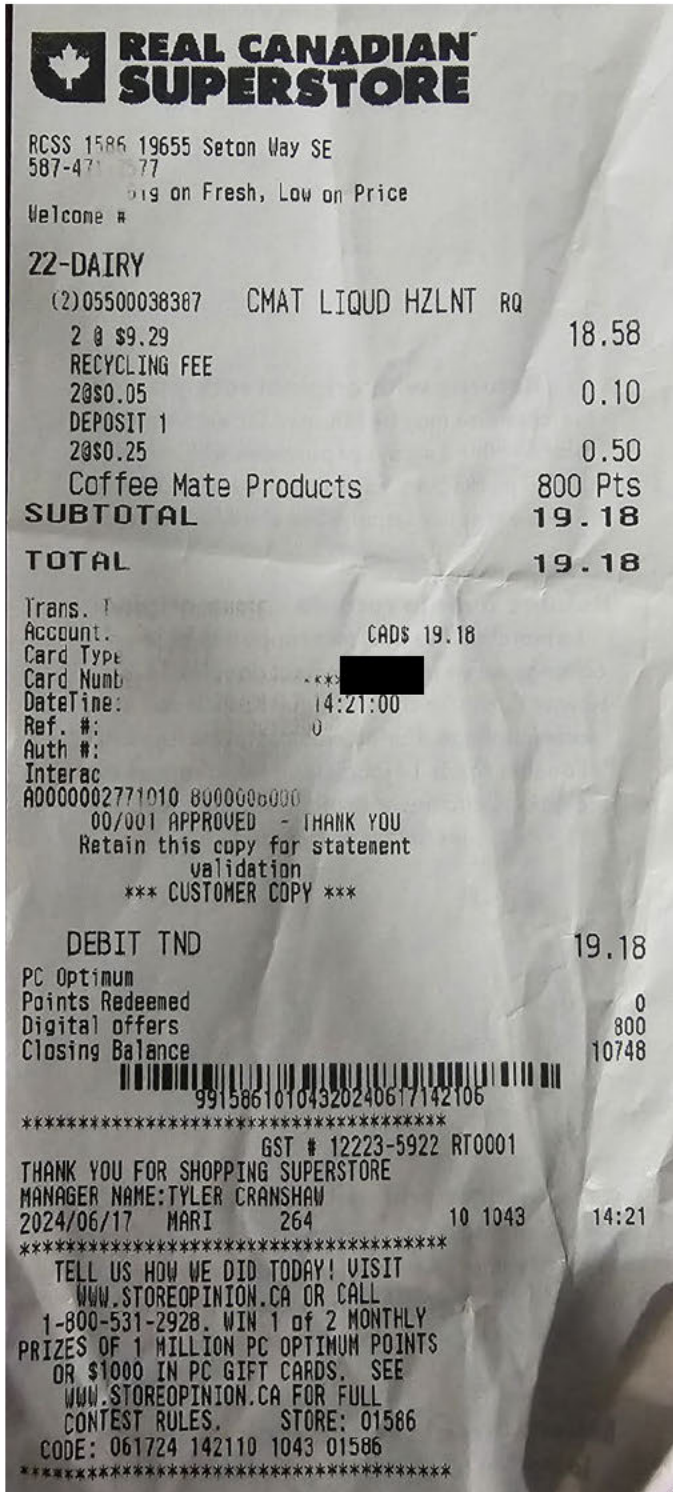 REAL CANADIAN
SUPERSTORE
RCSS 1586 19655 Seton Way SE
on Fresh, Low on Price
Welcome #
22-DAIRY
(2)05500038387 CMAT LIQUD HZLNT RQ
2 @ $9.29 18.58
RECYCLING FEE
2@$0.05 0.10
DEPOSIT 1
2@$0.25 0.50
Coffee Mate Products 800 Pts
SUBTOTAL 19.18
TOTAL 19.18
Trans.
Account. CAD$ 19.18
Card Type
Card Numb
DateTime: 14:21:00
Ref. #: 0
Auth #:
Interac
A0000002771010
00/001 APPROVED - THANK YOU
Retain this copy for statement
validation
*** CUSTOMER COPY ***
DEBIT TND 19.18
PC Optimum
Points Redeemed 0
Digital offers 800
Closing Balance 10748
99158610104320240617142106
**************************************
GST # 12223-5922 RT0001
THANK YOU FOR SHOPPING SUPERSTORE
MANAGER NAME:TYLER CRANSHAW
2024/06/17 MARI 264 10 1043 14:21
**************************************
TELL US HOW WE DID TODAY! VISIT
WWW.STOREOPINION.CA OR CALL
1-800-531-2928. WIN 1 of 2 MONTHLY
PRIZES OF 1 MILLION PC OPTIMUM POINTS
OR $1000 IN PC GIFT CARDS. SEE
WWW.STOREOPINION.CA FOR FULL
CONTEST RULES. STORE: 01586
CODE: 061724 142110 1043 01586
**************************************